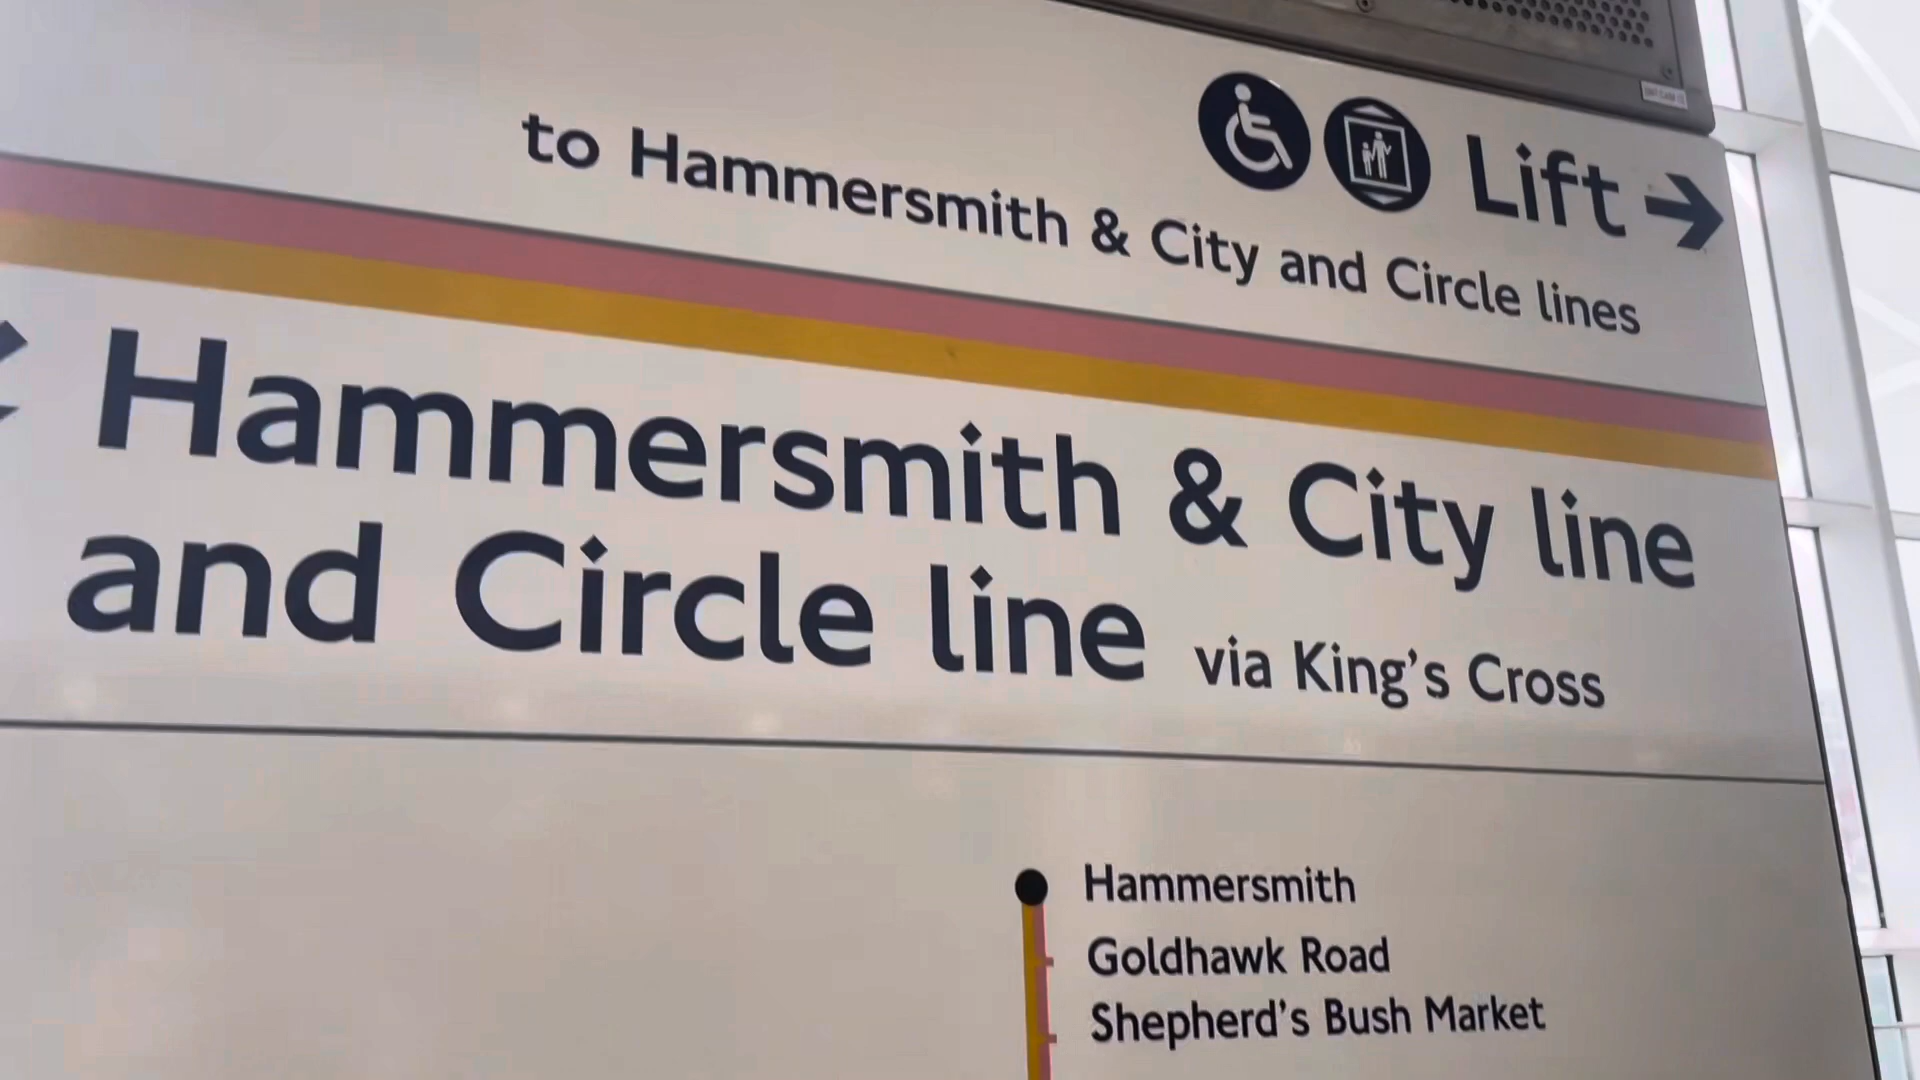 Lift
to Hammersmith & City and Circle lines
Hammersmith & City line
and Circle line via King's Cross
Hammersmith
Goldhawk Road
Shepherd's Bush Market